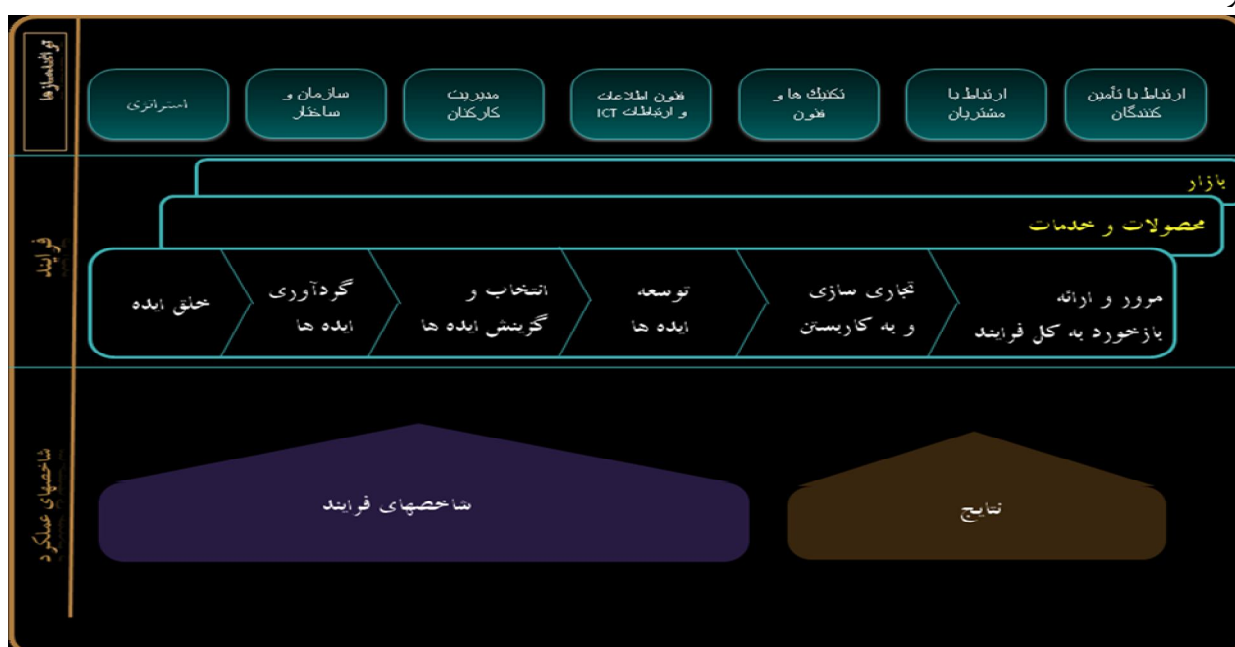 ر
توانمندسازها
استراتژی
سازمان و
ساختار
مدیریت
کارکنان
فنون اطلاعات
و ارتباطات ICT
تکنیک ها و
فنون
ارتباط با
مشتریان
ارتباط با تأمین
کنندگان
فرایند
بازار
محصولات و خدمات
خلق ایده
گردآوری
ایده ها
انتخاب و
گزینش ایده ها
توسعه
ایده ها
تجاری سازی
و به کاربستن
مرور و ارائه
بازخورد به کل فرایند
شاخصهای عملکرد
شاخصهای فرایند
نتایج